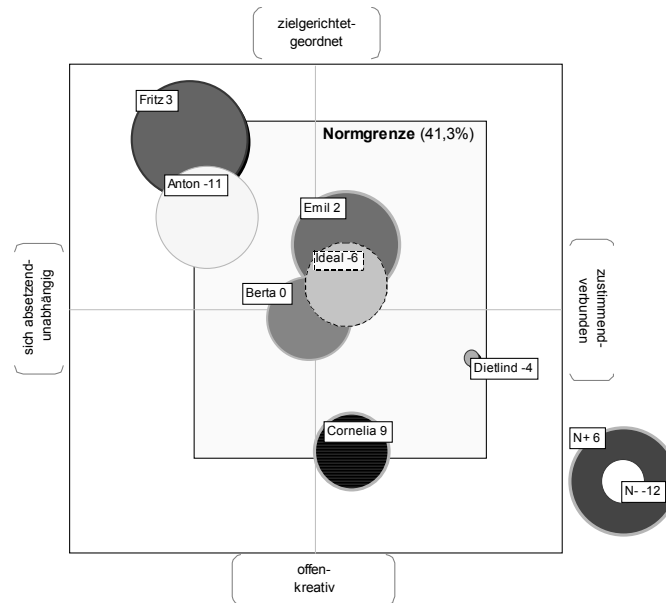 zielgerichtet-
geordnet
Fritz 3
Normgrenze (41,3%)
Anton -11
Emil 2
Ideal -6
sich absetzend-
unabhängig
zustimmend-
verbunden
Berta 0
Dietlind -4
Cornelia 9
N+ 6
N- -12
offen-
kreativ